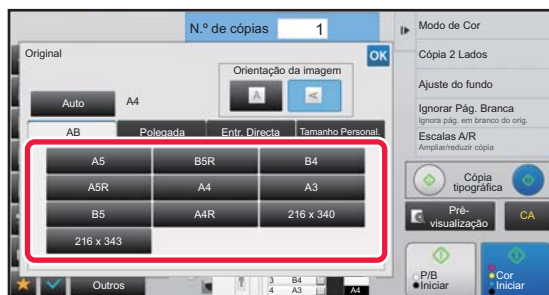 N.º de cópias 1
Original
OK
Orientação da imagem
A
A
Auto A4
AB Polegada Entr. Directa Tamanho Personal.
A5 B5R B4
A5R A4 A3
B5 A4R 216 x 340
216 x 343
Outros
3 B4
4 A3
A4
Modo de Cor
Cópia 2 Lados
Ajuste do fundo
Ignorar Pág. Branca
Ignora pág. em branco do orig.
Escalas A/R
Ampliar/reduzir cópia
Cópia
tipográfica
Pré-
visualização
CA
P/B
Iniciar
Cor
Iniciar